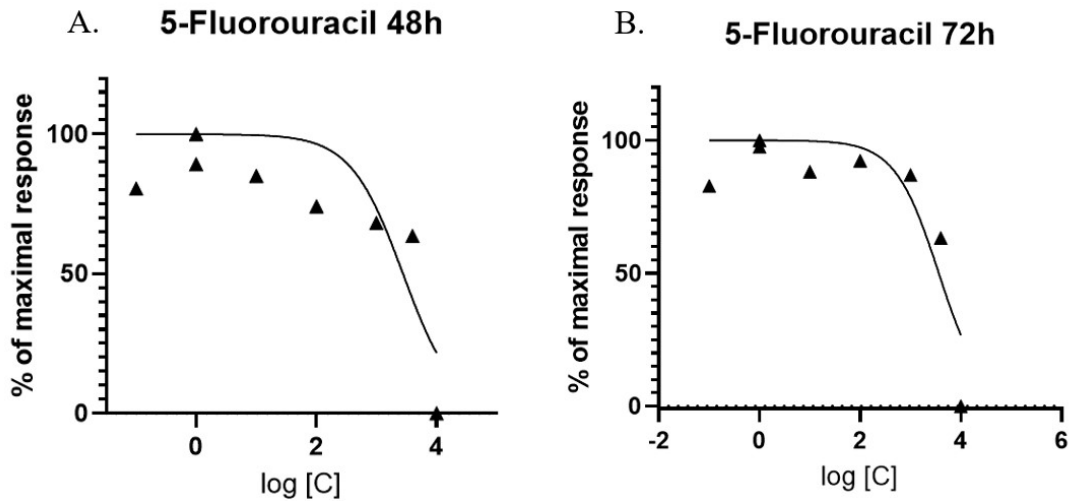 A. 5-Fluorouracil 48h
% of maximal response
100
50
0
0 2 4
log [C]
B. 5-Fluorouracil 72h
% of maximal response
100
50
0
-2 0 2 4 6
log [C]